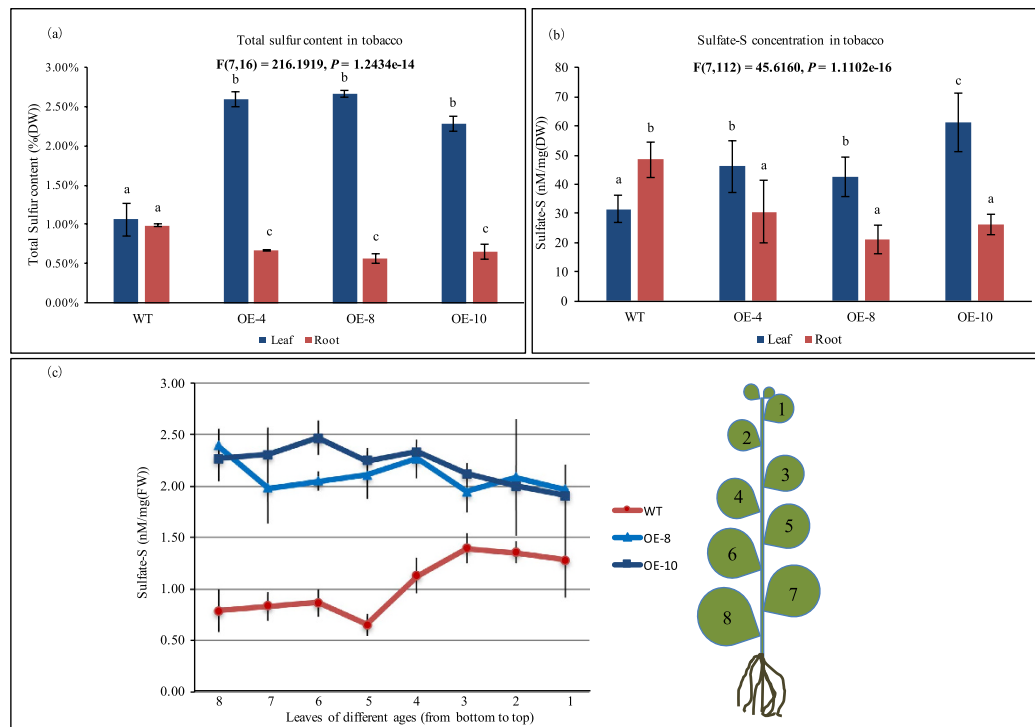 (a)
Total sulfur content in tobacco
F(7,16) = 216.1919, P = 1.2434e-14
Total Sulfur content (%(DW))
3.00%
2.50%
2.00%
1.50%
1.00%
0.50%
0.00%
a
a
b
c
b
c
b
c
WT
OE-4
OE-8
OE-10
Leaf
Root
(b)
Sulfate-S concentration in tobacco
F(7,112) = 45.6160, P = 1.1102e-16
Sulfate-S (nM/mg(DW))
80
70
60
50
40
30
20
10
0
a
b
b
a
b
a
c
a
WT
OE-4
OE-8
OE-10
Leaf
Root
(c)
Sulfate-S (nM/mg(FW))
3.00
2.50
2.00
1.50
1.00
0.50
0.00
8
7
6
5
4
3
2
1
Leaves of different ages (from bottom to top)
WT
OE-8
OE-10
1
2
3
4
5
6
7
8